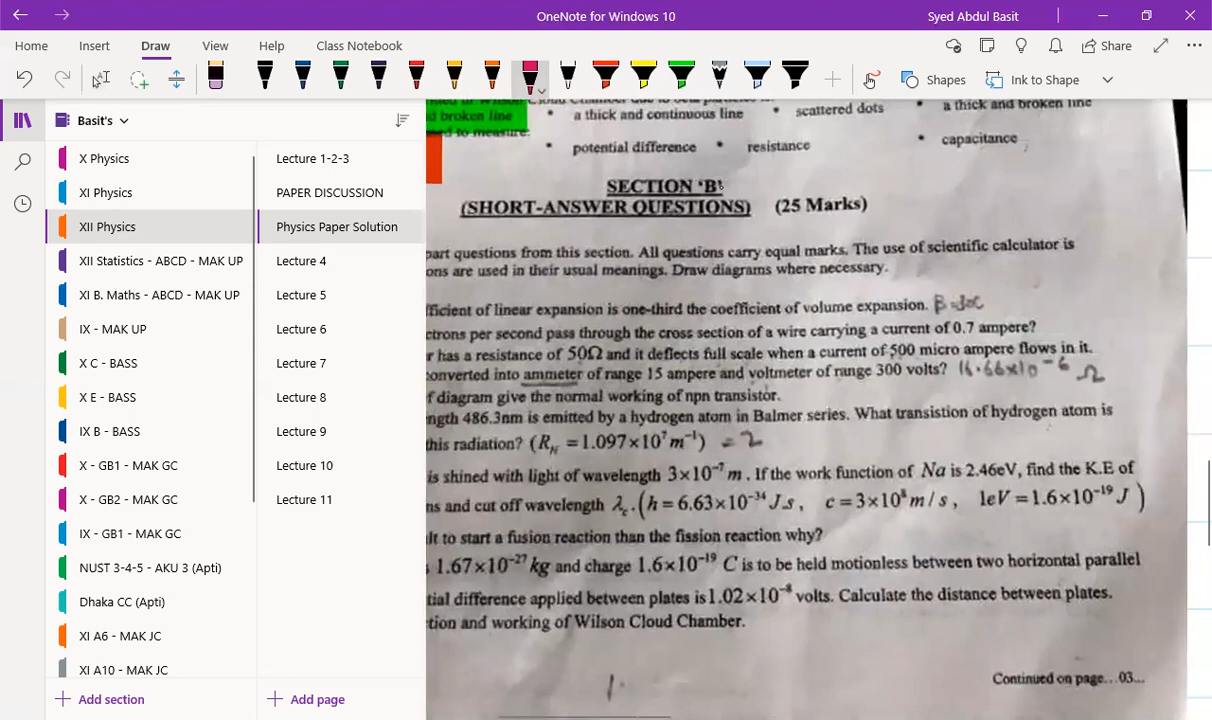 OneNote for Windows 10
Syed Abdul Basit
Home
Insert
Draw
View
Help
Class Notebook
Share
Shapes
Ink to Shape
Basit's
X Physics
XI Physics
XII Physics
XII Statistics - ABCD - MAK UP
XI B. Maths - ABCD - MAK UP
IX - MAK UP
X C - BASS
X E - BASS
IX B - BASS
X - GB1 - MAK GC
X - GB2 - MAK GC
IX - GB1 - MAK GC
NUST 3-4-5 - AKU 3 (Apti)
Dhaka CC (Apti)
XI A6 - MAK JC
XI A10 - MAK JC
Add section
Lecture 1-2-3
PAPER DISCUSSION
Physics Paper Solution
Lecture 4
Lecture 5
Lecture 6
Lecture 7
Lecture 8
Lecture 9
Lecture 10
Lecture 11
Add page
d broken line • a thick and continuous line • scattered dots • a thick and broken line
ed to measure:
• potential difference • resistance • capacitance
SECTION 'B'
(SHORT-ANSWER QUESTIONS) (25 Marks)
part questions from this section. All questions carry equal marks. The use of scientific calculator is
ons are used in their usual meanings. Draw diagrams where necessary.
fficient of linear expansion is one-third the coefficient of volume expansion. β=3α
ctrons per second pass through the cross section of a wire carrying a current of 0.7 ampere?
r has a resistance of 50Ω and it deflects full scale when a current of 500 micro ampere flows in it.
converted into ammeter of range 15 ampere and voltmeter of range 300 volts? 16.66x10⁻⁶ Ω
f diagram give the normal working of npn transistor.
ngth 486.3nm is emitted by a hydrogen atom in Balmer series. What transistion of hydrogen atom is
this radiation? (R_H = 1.097×10⁷ m⁻¹) = 2
is shined with light of wavelength 3×10⁻⁷ m. If the work function of Na is 2.46eV, find the K.E of
ns and cut off wavelength λc. (h = 6.63×10⁻³⁴ J.s, c = 3×10⁸ m/s, 1eV = 1.6×10⁻¹⁹ J)
lt to start a fusion reaction than the fission reaction why?
1.67×10⁻²⁷ kg and charge 1.6×10⁻¹⁹ C is to be held motionless between two horizontal parallel
tial difference applied between plates is 1.02×10⁻⁸ volts. Calculate the distance between plates.
tion and working of Wilson Cloud Chamber.
Continued on page...03...